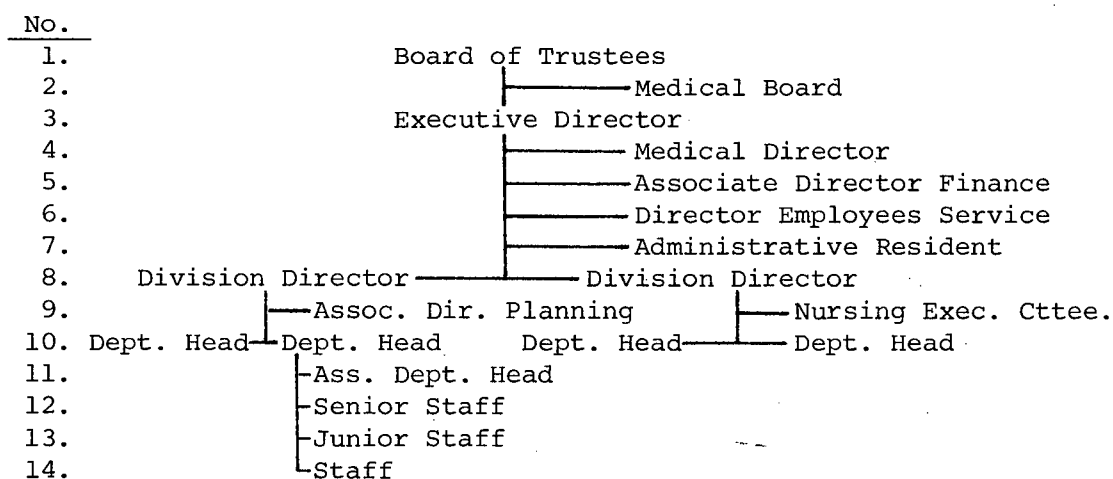 No.
1. Board of Trustees
2. Medical Board
3. Executive Director
4. Medical Director
5. Associate Director Finance
6. Director Employees Service
7. Administrative Resident
8. Division Director Division Director
9. Assoc. Dir. Planning Nursing Exec. Cttee.
10. Dept. Head Dept. Head Dept. Head Dept. Head
11. Ass. Dept. Head
12. Senior Staff
13. Junior Staff
14. Staff